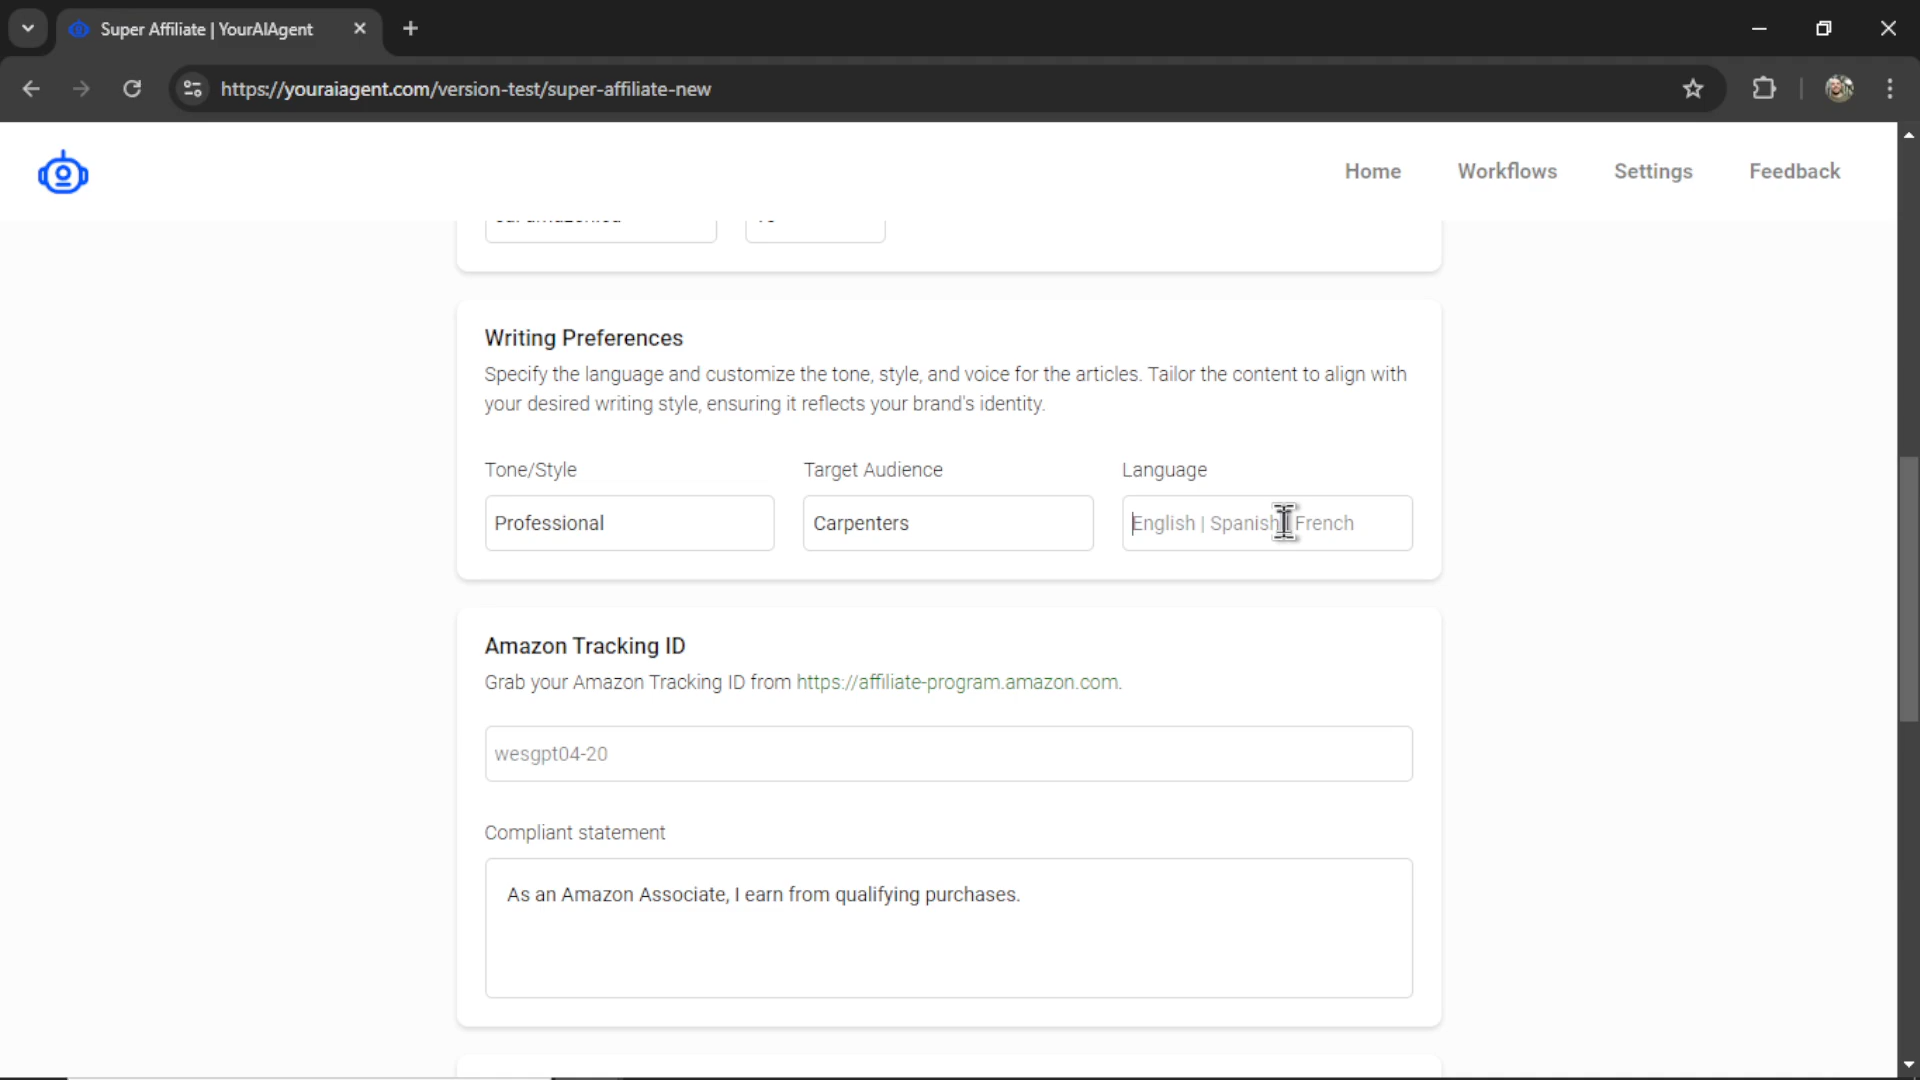 Super Affiliate | YourAIAgent
https://youraiagent.com/version-test/super-affiliate-new
Home Workflows Settings Feedback
Writing Preferences
Specify the language and customize the tone, style, and voice for the articles. Tailor the content to align with
your desired writing style, ensuring it reflects your brand's identity.
Tone/Style Target Audience Language
Professional Carpenters English | Spanish | French
Amazon Tracking ID
Grab your Amazon Tracking ID from https://affiliate-program.amazon.com.
wesgpt04-20
Compliant statement
As an Amazon Associate, I earn from qualifying purchases.